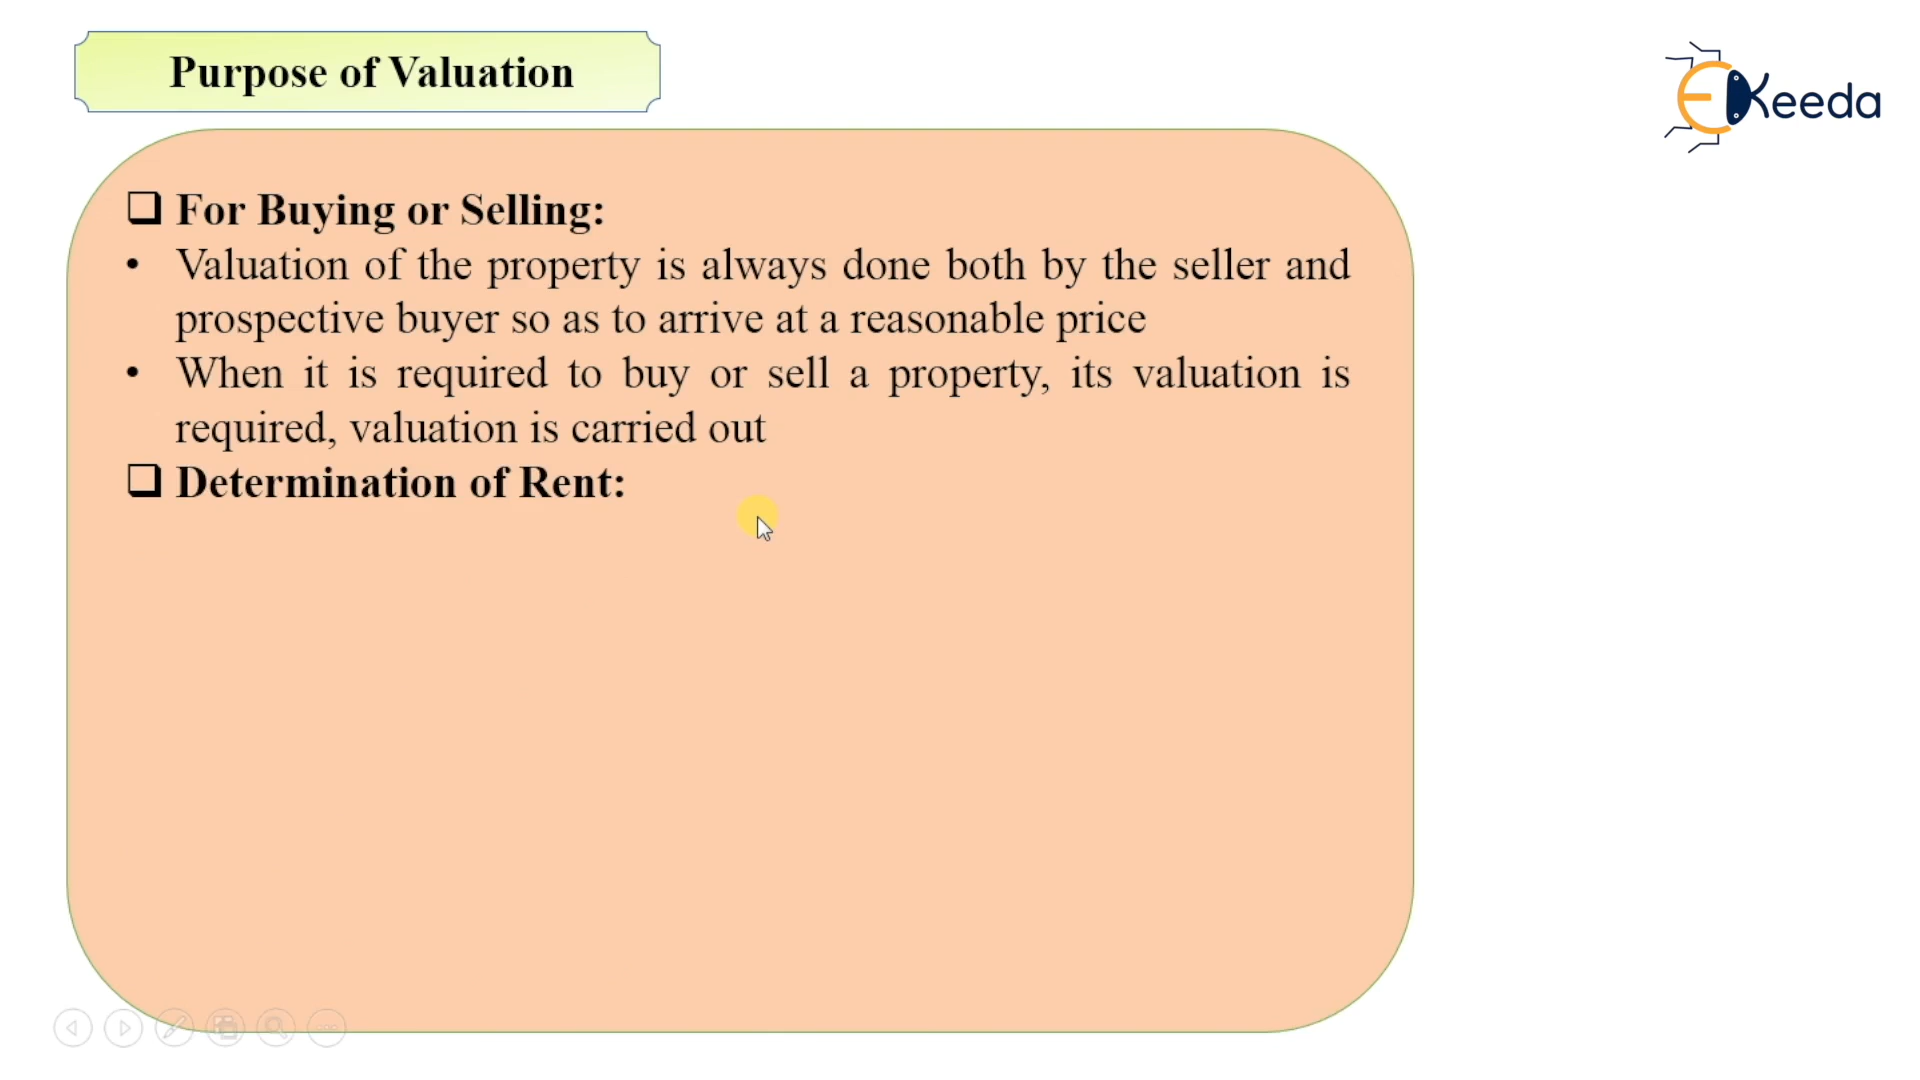 Purpose of Valuation
EKeeda
❑ For Buying or Selling:
• Valuation of the property is always done both by the seller and
prospective buyer so as to arrive at a reasonable price
• When it is required to buy or sell a property, its valuation is
required, valuation is carried out
❑ Determination of Rent: